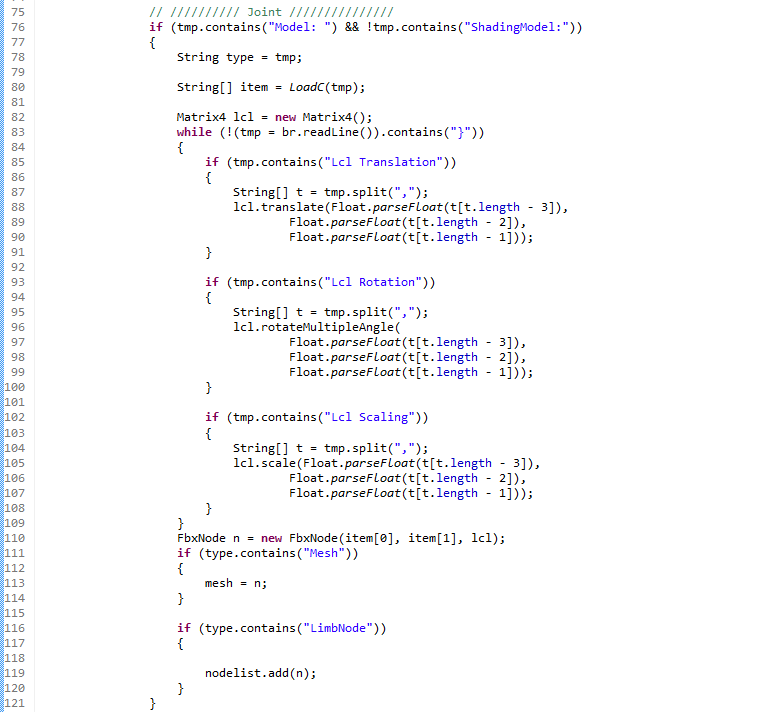 75 // ////////// Joint ///////////////
76 if (tmp.contains("Model: ") && !tmp.contains("ShadingModel:"))
77 {
78 String type = tmp;
79
80 String[] item = LoadC(tmp);
81
82 Matrix4 lcl = new Matrix4();
83 while (!(tmp = br.readLine()).contains("}"))
84 {
85 if (tmp.contains("Lcl Translation"))
86 {
87 String[] t = tmp.split(",");
88 lcl.translate(Float.parseFloat(t[t.length - 3]),
89 Float.parseFloat(t[t.length - 2]),
90 Float.parseFloat(t[t.length - 1]));
91 }
92
93 if (tmp.contains("Lcl Rotation"))
94 {
95 String[] t = tmp.split(",");
96 lcl.rotateMultipleAngle(
97 Float.parseFloat(t[t.length - 3]),
98 Float.parseFloat(t[t.length - 2]),
99 Float.parseFloat(t[t.length - 1]));
100 }
101
102 if (tmp.contains("Lcl Scaling"))
103 {
104 String[] t = tmp.split(",");
105 lcl.scale(Float.parseFloat(t[t.length - 3]),
106 Float.parseFloat(t[t.length - 2]),
107 Float.parseFloat(t[t.length - 1]));
108 }
109 }
110 FbxNode n = new FbxNode(item[0], item[1], lcl);
111 if (type.contains("Mesh"))
112 {
113 mesh = n;
114 }
115
116 if (type.contains("LimbNode"))
117 {
118
119 nodelist.add(n);
120 }
121 }